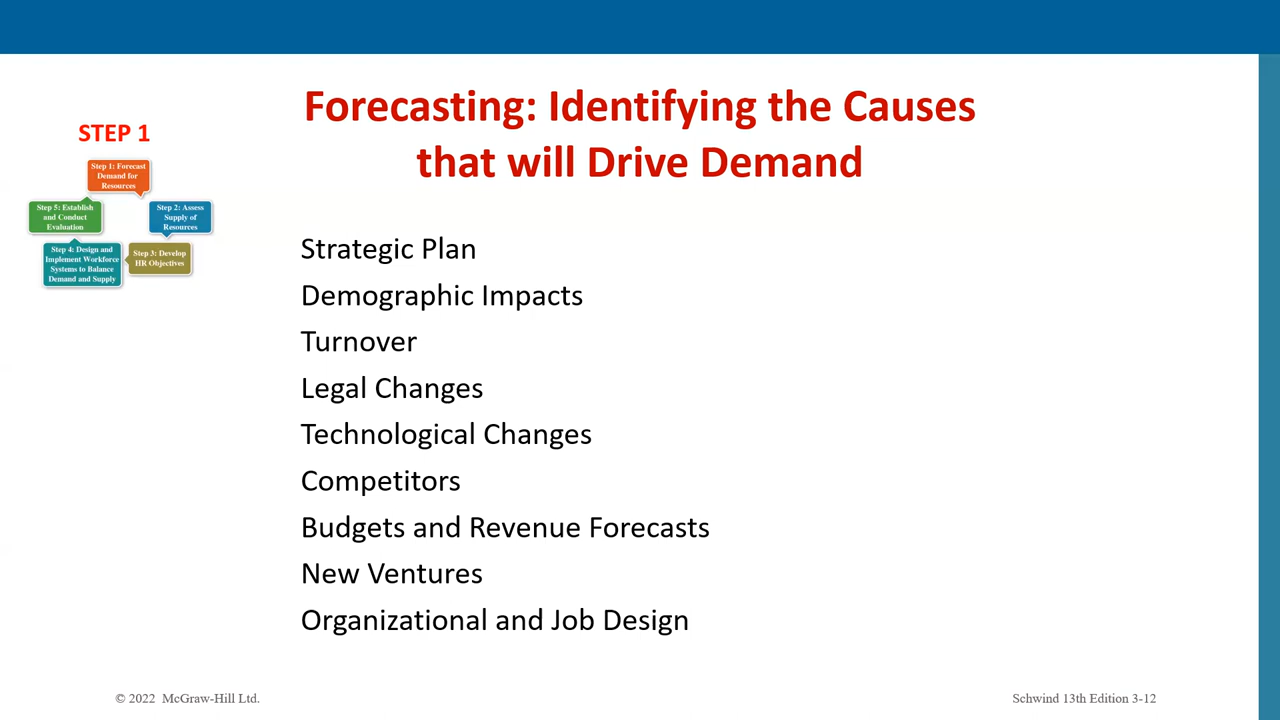 Forecasting: Identifying the Causes
that will Drive Demand
STEP 1
Step 1: Forecast
Demand for
Resources
Step 2: Assess
Supply of
Resources
Step 3: Develop
HR Objectives
Step 4: Design and
Implement Workforce
Systems to Balance
Demand and Supply
Step 5: Establish
and Conduct
Evaluation
Strategic Plan
Demographic Impacts
Turnover
Legal Changes
Technological Changes
Competitors
Budgets and Revenue Forecasts
New Ventures
Organizational and Job Design
© 2022 McGraw-Hill Ltd.
Schwind 13th Edition 3-12